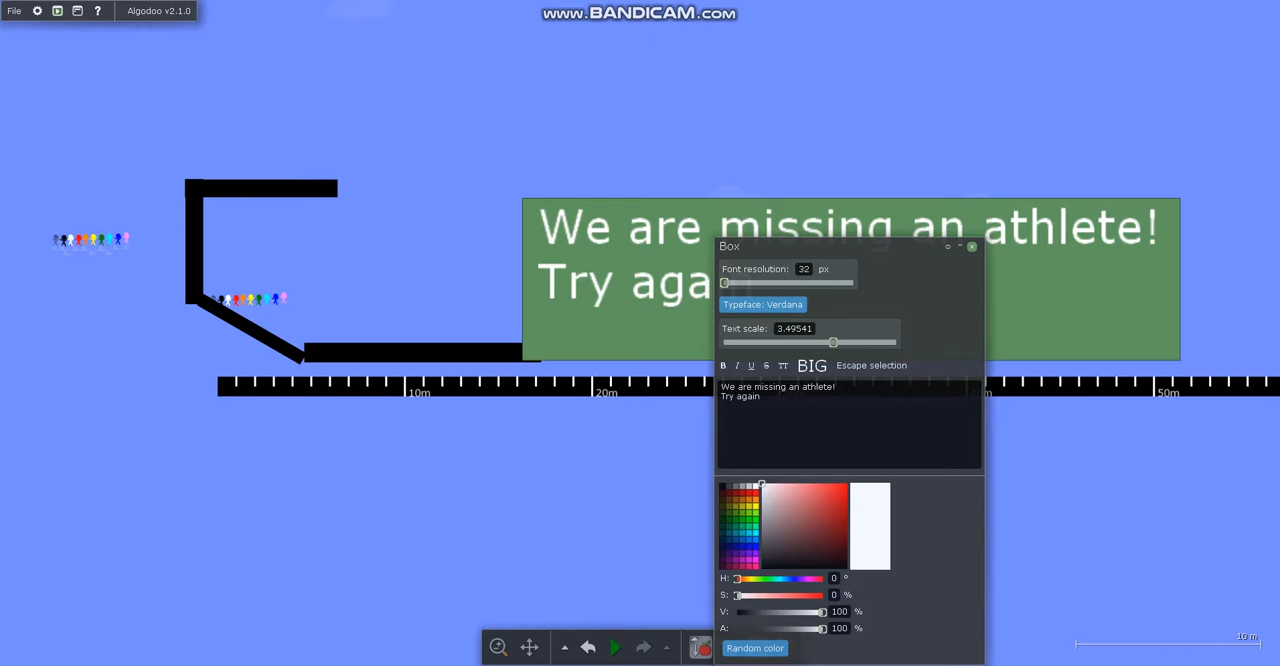 File ? Algodoo v2.1.0
www.BANDICAM.com
We are missing an athlete!
Try aga
Box
Font resolution: 32 px
Typeface: Verdana
Text scale: 3.49541
B I U S TT BIG Escape selection
We are missing an athlete!
Try again
10m 20m 50m
H: 0 °
S: 0 %
V: 100 %
A: 100 %
Random color
10 m